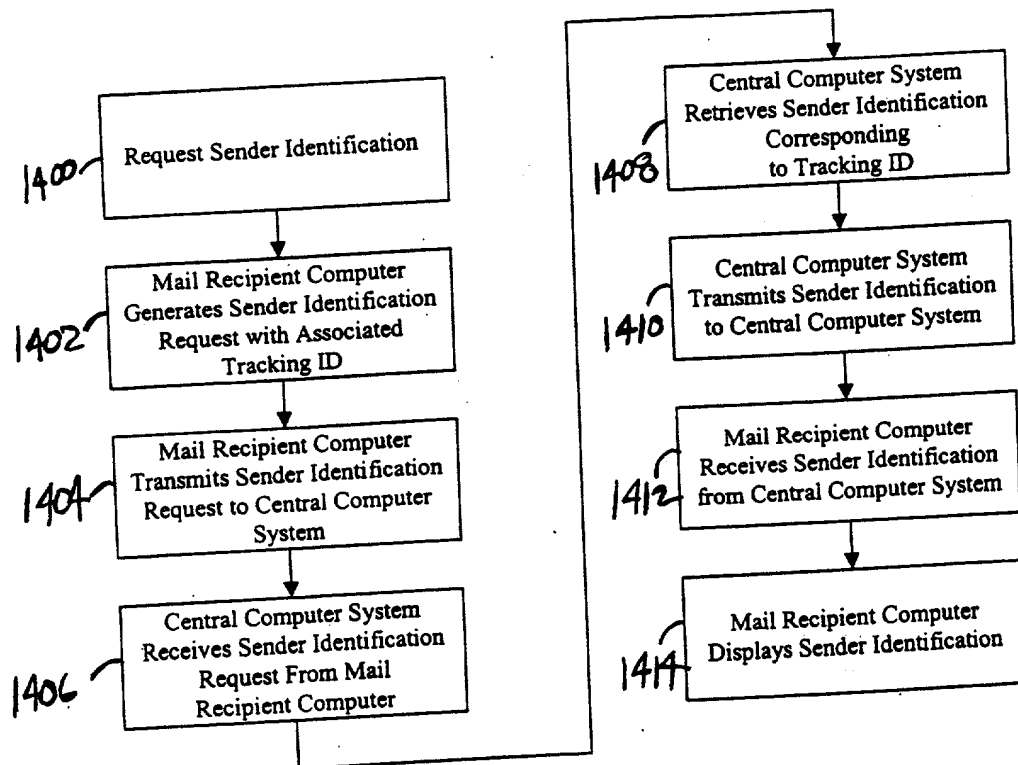 1400
Request Sender Identification
1402
Mail Recipient Computer
Generates Sender Identification
Request with Associated
Tracking ID
1404
Mail Recipient Computer
Transmits Sender Identification
Request to Central Computer
System
1406
Central Computer System
Receives Sender Identification
Request From Mail
Recipient Computer
1408
Central Computer System
Retrieves Sender Identification
Corresponding
to Tracking ID
1410
Central Computer System
Transmits Sender Identification
to Central Computer System
1412
Mail Recipient Computer
Receives Sender Identification
from Central Computer System
1414
Mail Recipient Computer
Displays Sender Identification